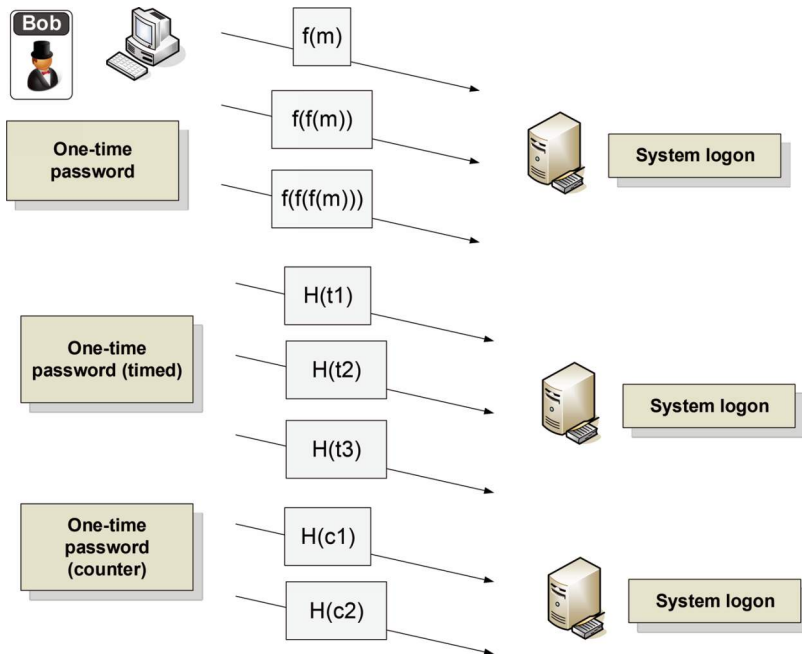 Bob
f(m)
f(f(m))
One-time
password
System logon
f(f(f(m)))
H(t1)
One-time
password (timed)
H(t2)
System logon
H(t3)
One-time
password
(counter)
H(c1)
H(c2)
System logon